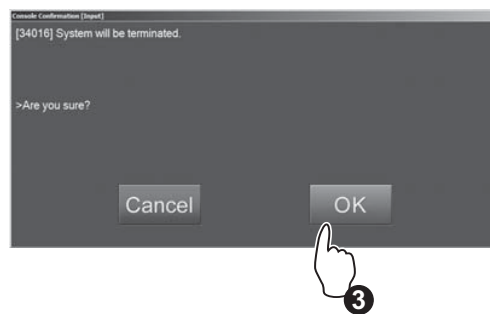 Console Confirmation [Input]
[34016] System will be terminated.
>Are you sure?
Cancel
OK
3